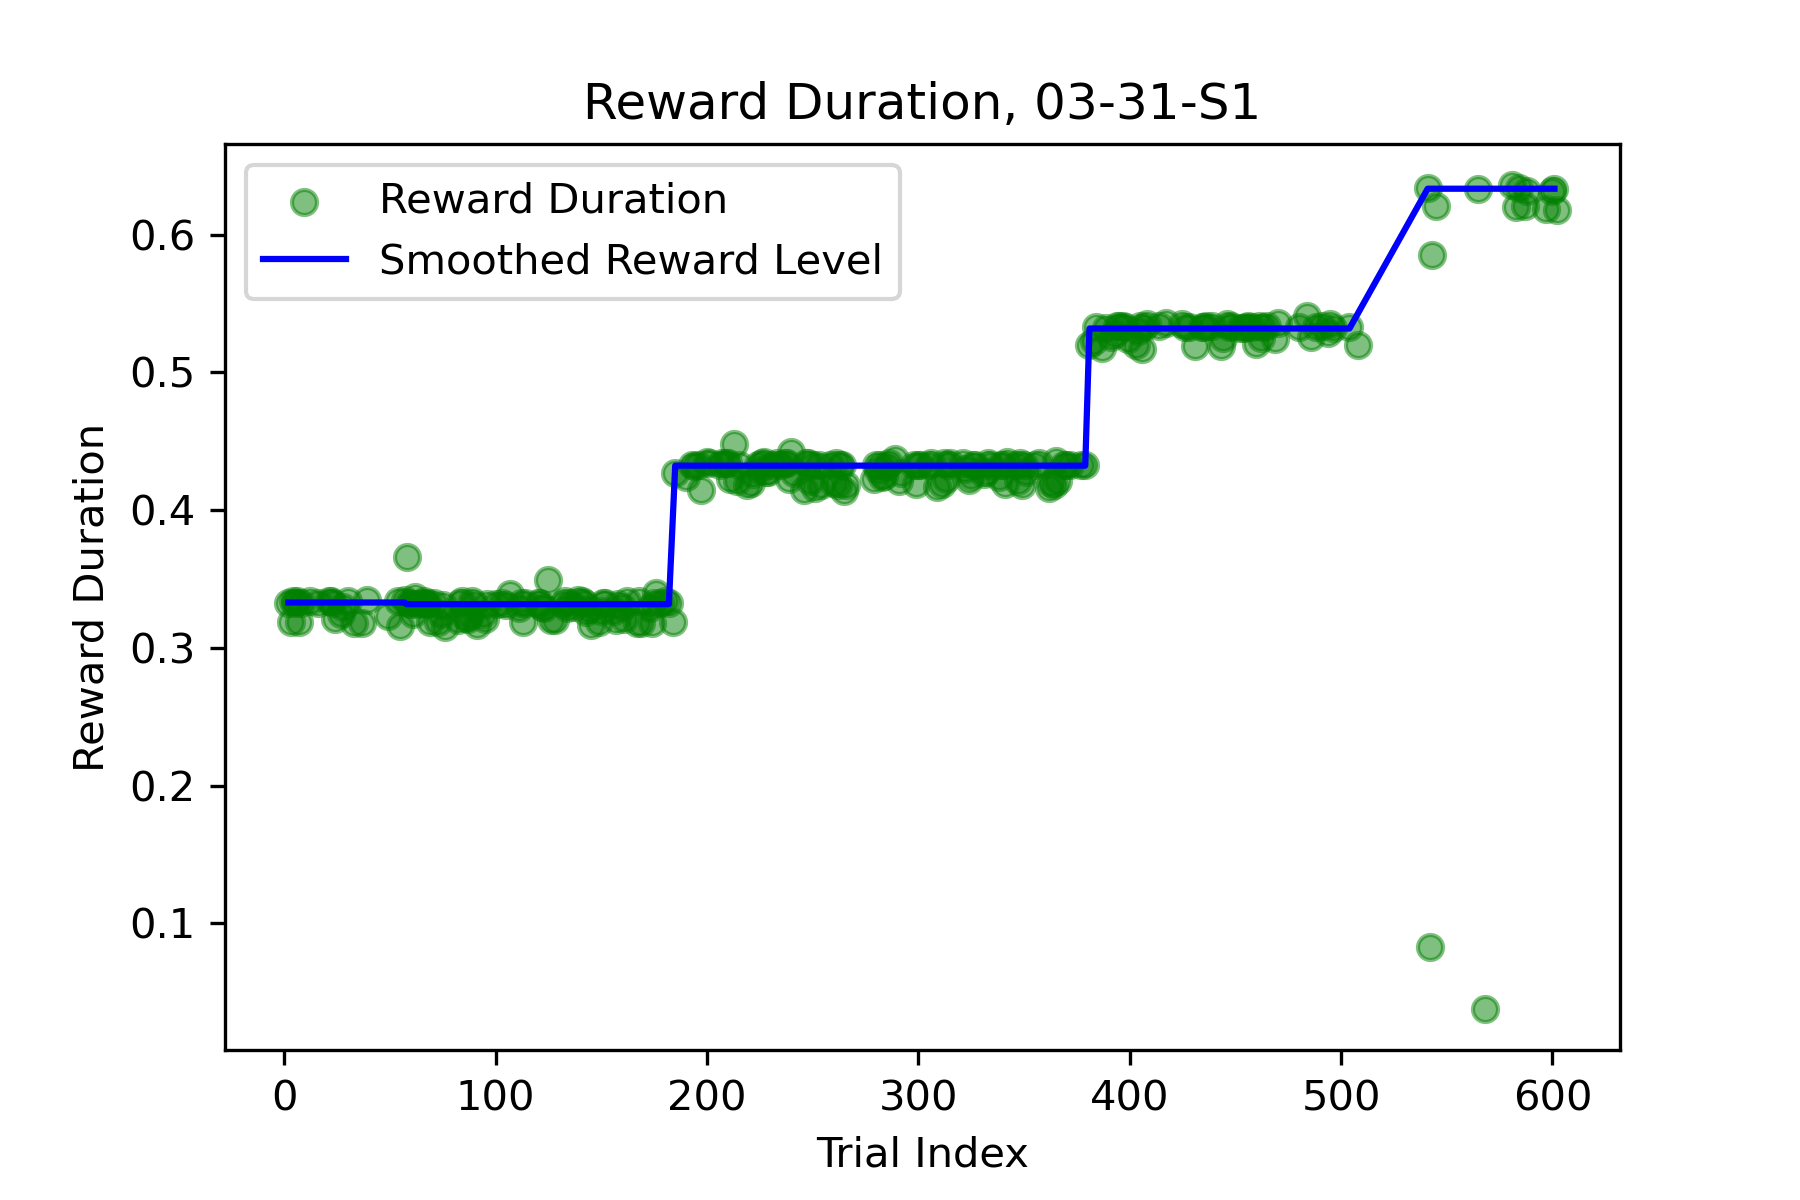 Reward Duration, 03-31-S1
Reward Duration
Smoothed Reward Level
0.6
0.5
0.4
0.3
0.2
0.1
Reward Duration
0 100 200 300 400 500 600
Trial Index